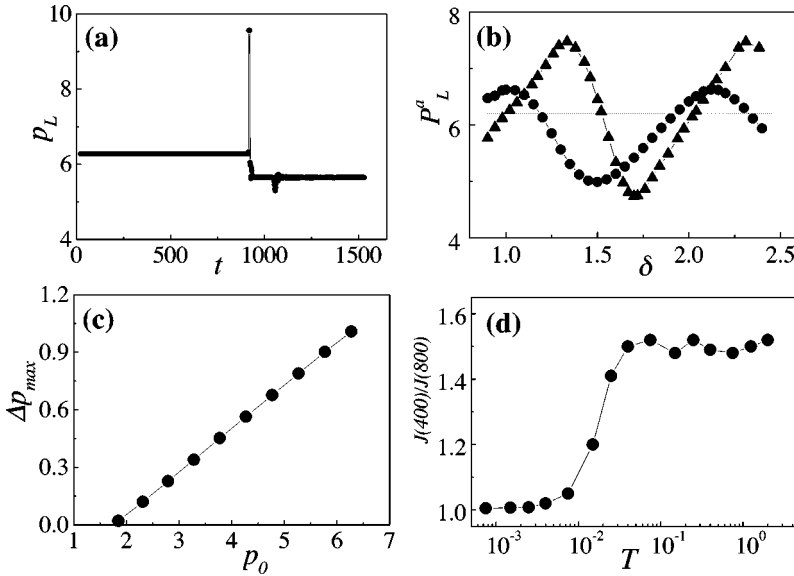 (a)
10
8
6
4
p_L
0 500 1000 1500
t
(b)
8
6
4
P^a_L
1.0 1.5 2.0 2.5
δ
(c)
1.2
0.9
0.6
0.3
0.0
Δp_max
1 2 3 4 5 6 7
p_0
(d)
1.6
1.4
1.2
1.0
J(400)/J(800)
10^-3 10^-2 10^-1 10^0
T